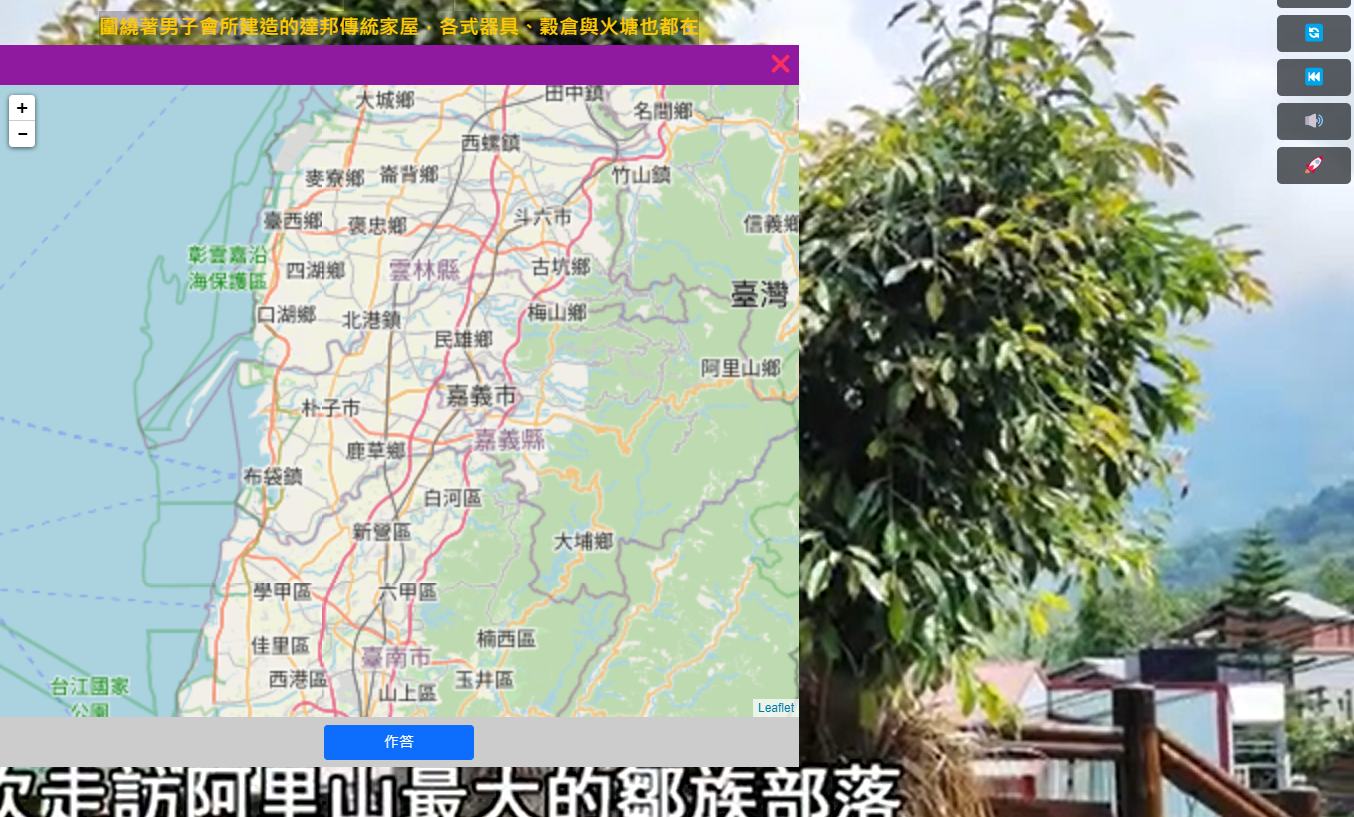 圍繞著男子會所建造的達邦傳統家屋．各式器具、穀倉與火塘也都在
+
−
大城鄉
田中鎮
名間鄉
西螺鎮
麥寮鄉
崙背鄉
竹山鎮
臺西鄉
褒忠鄉
斗六市
信義鄉
彰雲嘉沿
海保護區
四湖鄉
雲林縣
古坑鄉
臺灣
口湖鄉
北港鎮
梅山鄉
民雄鄉
阿里山鄉
嘉義市
朴子市
嘉義縣
鹿草鄉
布袋鎮
白河區
新營區
大埔鄉
學甲區
六甲區
佳里區
楠西區
臺南市
西港區
玉井區
台江國家
公園
山上區
Leaflet
作答
次走訪阿里山最大的鄒族部落